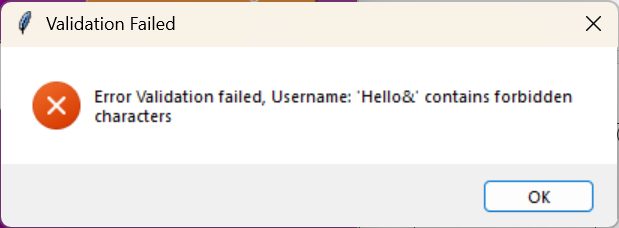 Validation Failed
Error Validation failed, Username: 'Hello&' contains forbidden
characters
OK